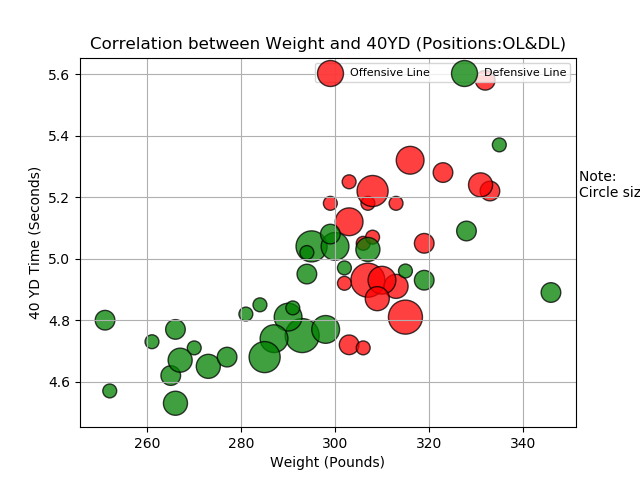 Correlation between Weight and 40YD (Positions:OL&DL)
Offensive Line
Defensive Line
5.6
5.4
5.2
5.0
4.8
4.6
40 YD Time (Seconds)
Note:
Circle
260
280
300
320
340
Weight (Pounds)